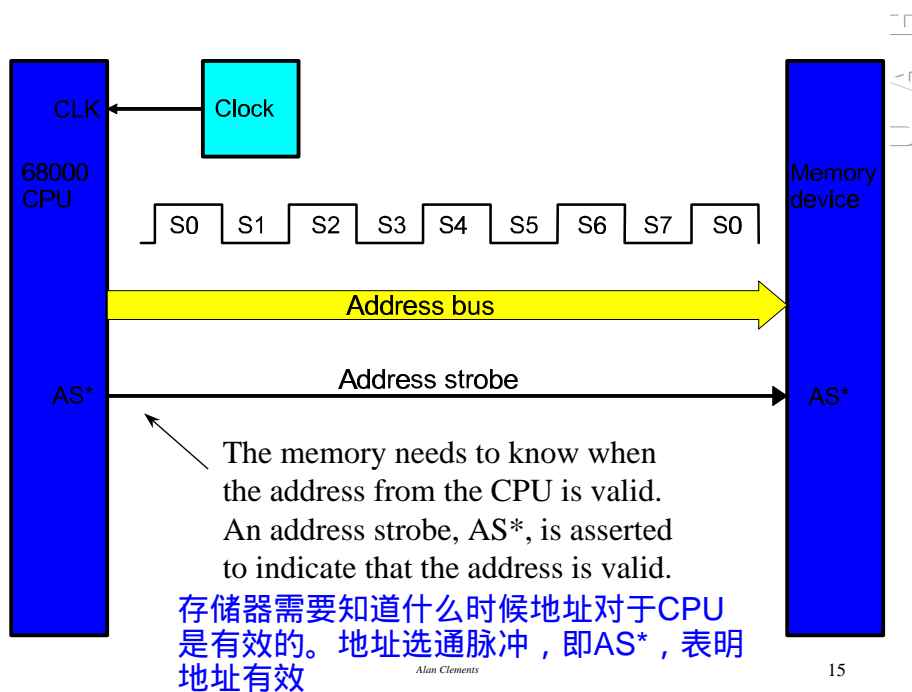 CLK
Clock
68000
CPU
Memory
device
S0 S1 S2 S3 S4 S5 S6 S7 S0
Address bus
Address strobe
AS*
AS*
The memory needs to know when
the address from the CPU is valid.
An address strobe, AS*, is asserted
to indicate that the address is valid.
存储器需要知道什么时候地址对于CPU
是有效的。地址选通脉冲，即AS*，表明
地址有效
Alan Clements
15